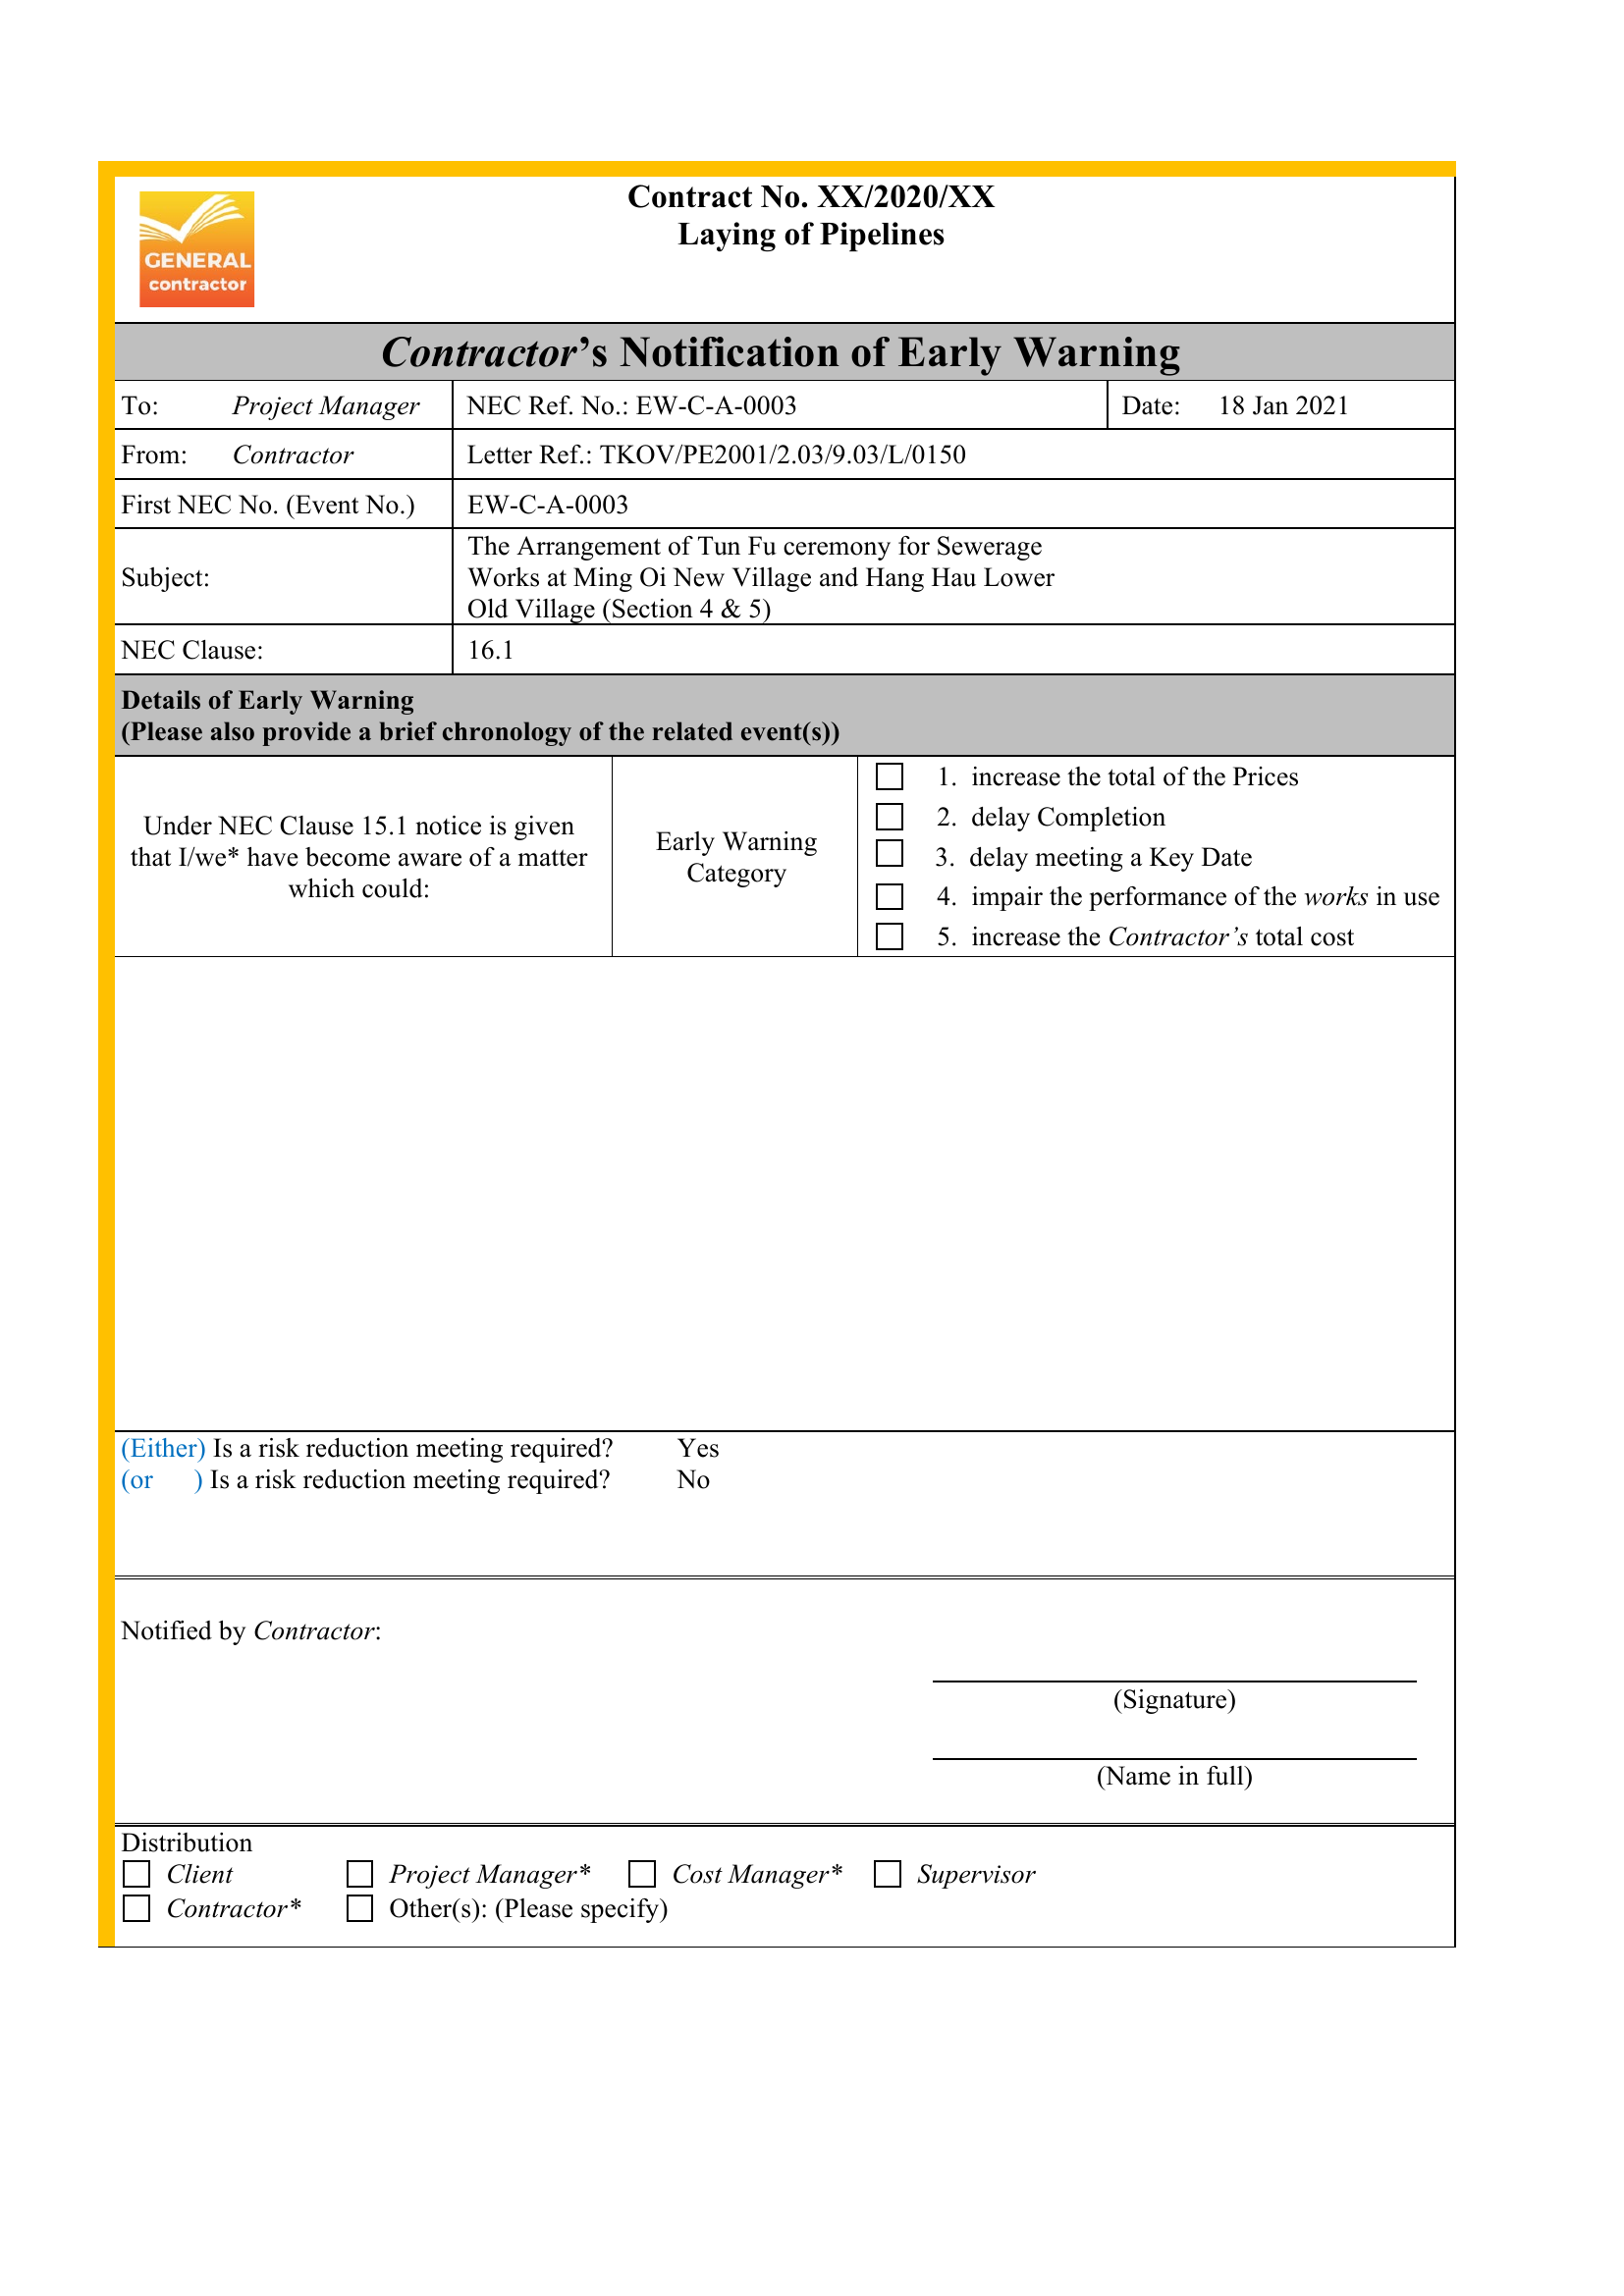 GENERAL
contractor
Contract No. XX/2020/XX
Laying of Pipelines
Contractor’s Notification of Early Warning
To: Project Manager NEC Ref. No.: EW-C-A-0003 Date: 18 Jan 2021
From: Contractor Letter Ref.: TKOV/PE2001/2.03/9.03/L/0150
First NEC No. (Event No.) EW-C-A-0003
Subject:
The Arrangement of Tun Fu ceremony for Sewerage
Works at Ming Oi New Village and Hang Hau Lower
Old Village (Section 4 & 5)
NEC Clause: 16.1
Details of Early Warning
(Please also provide a brief chronology of the related event(s))
Under NEC Clause 15.1 notice is given
that I/we* have become aware of a matter
which could:
Early Warning
Category
1. increase the total of the Prices
2. delay Completion
3. delay meeting a Key Date
4. impair the performance of the works in use
5. increase the Contractor’s total cost
(Either) Is a risk reduction meeting required? Yes
(or ) Is a risk reduction meeting required? No
Notified by Contractor:
(Signature)
(Name in full)
Distribution
Client Project Manager* Cost Manager* Supervisor
Contractor* Other(s): (Please specify)